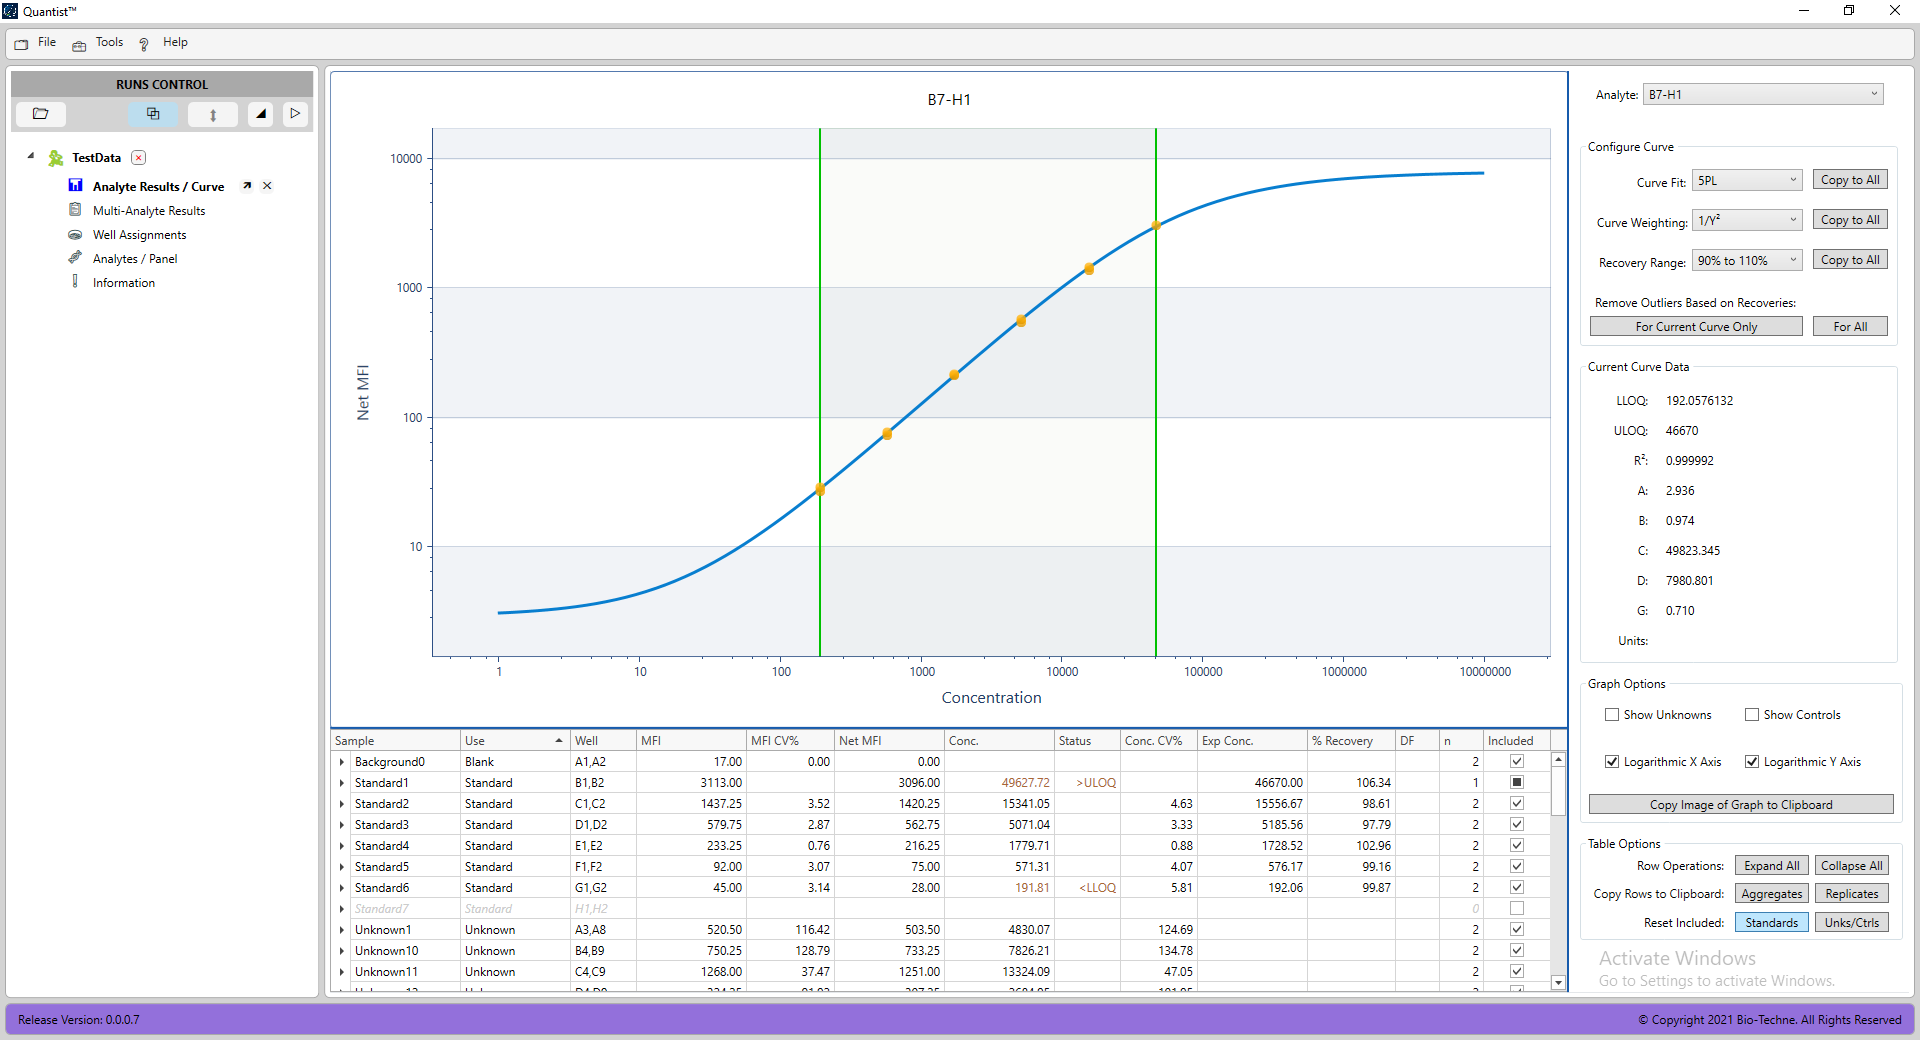 Quantist™
File Tools ? Help
RUNS CONTROL
TestData
Analyte Results / Curve
Multi-Analyte Results
Well Assignments
Analytes / Panel
Information
B7-H1
Net MFI
10000
1000
100
10
1 10 100 1000 10000 100000 1000000 10000000
Concentration
Analyte: B7-H1
Configure Curve
Curve Fit: 5PL Copy to All
Curve Weighting: 1/Y² Copy to All
Recovery Range: 90% to 110% Copy to All
Remove Outliers Based on Recoveries:
For Current Curve Only For All
Current Curve Data
LLOQ: 192.0576132
ULOQ: 46670
R²: 0.999992
A: 2.936
B: 0.974
C: 49823.345
D: 7980.801
G: 0.710
Units:
Graph Options
Show Unknowns Show Controls
Logarithmic X Axis Logarithmic Y Axis
Copy Image of Graph to Clipboard
Table Options
Row Operations: Expand All Collapse All
Copy Rows to Clipboard: Aggregates Replicates
Reset Included: Standards Unks/Ctrls
Activate Windows
Go to Settings to activate Windows.
Sample Use Well MFI MFI CV% Net MFI Conc. Status Conc. CV% Exp Conc. % Recovery DF n Included
Background0 Blank A1,A2 17.00 0.00 0.00 2
Standard1 Standard B1,B2 3113.00 3096.00 49627.72 >ULOQ 46670.00 106.34 1
Standard2 Standard C1,C2 1437.25 3.52 1420.25 15341.05 4.63 15556.67 98.61 2
Standard3 Standard D1,D2 579.75 2.87 562.75 5071.04 3.33 5185.56 97.79 2
Standard4 Standard E1,E2 233.25 0.76 216.25 1779.71 0.88 1728.52 102.96 2
Standard5 Standard F1,F2 92.00 3.07 75.00 571.31 4.07 576.17 99.16 2
Standard6 Standard G1,G2 45.00 3.14 28.00 191.81 <LLOQ 5.81 192.06 99.87 2
Standard7 Standard H1,H2 0
Unknown1 Unknown A3,A8 520.50 116.42 503.50 4830.07 124.69 2
Unknown10 Unknown B4,B9 750.25 128.79 733.25 7826.21 134.78 2
Unknown11 Unknown C4,C9 1268.00 37.47 1251.00 13324.09 47.05 2
Release Version: 0.0.0.7
© Copyright 2021 Bio-Techne. All Rights Reserved